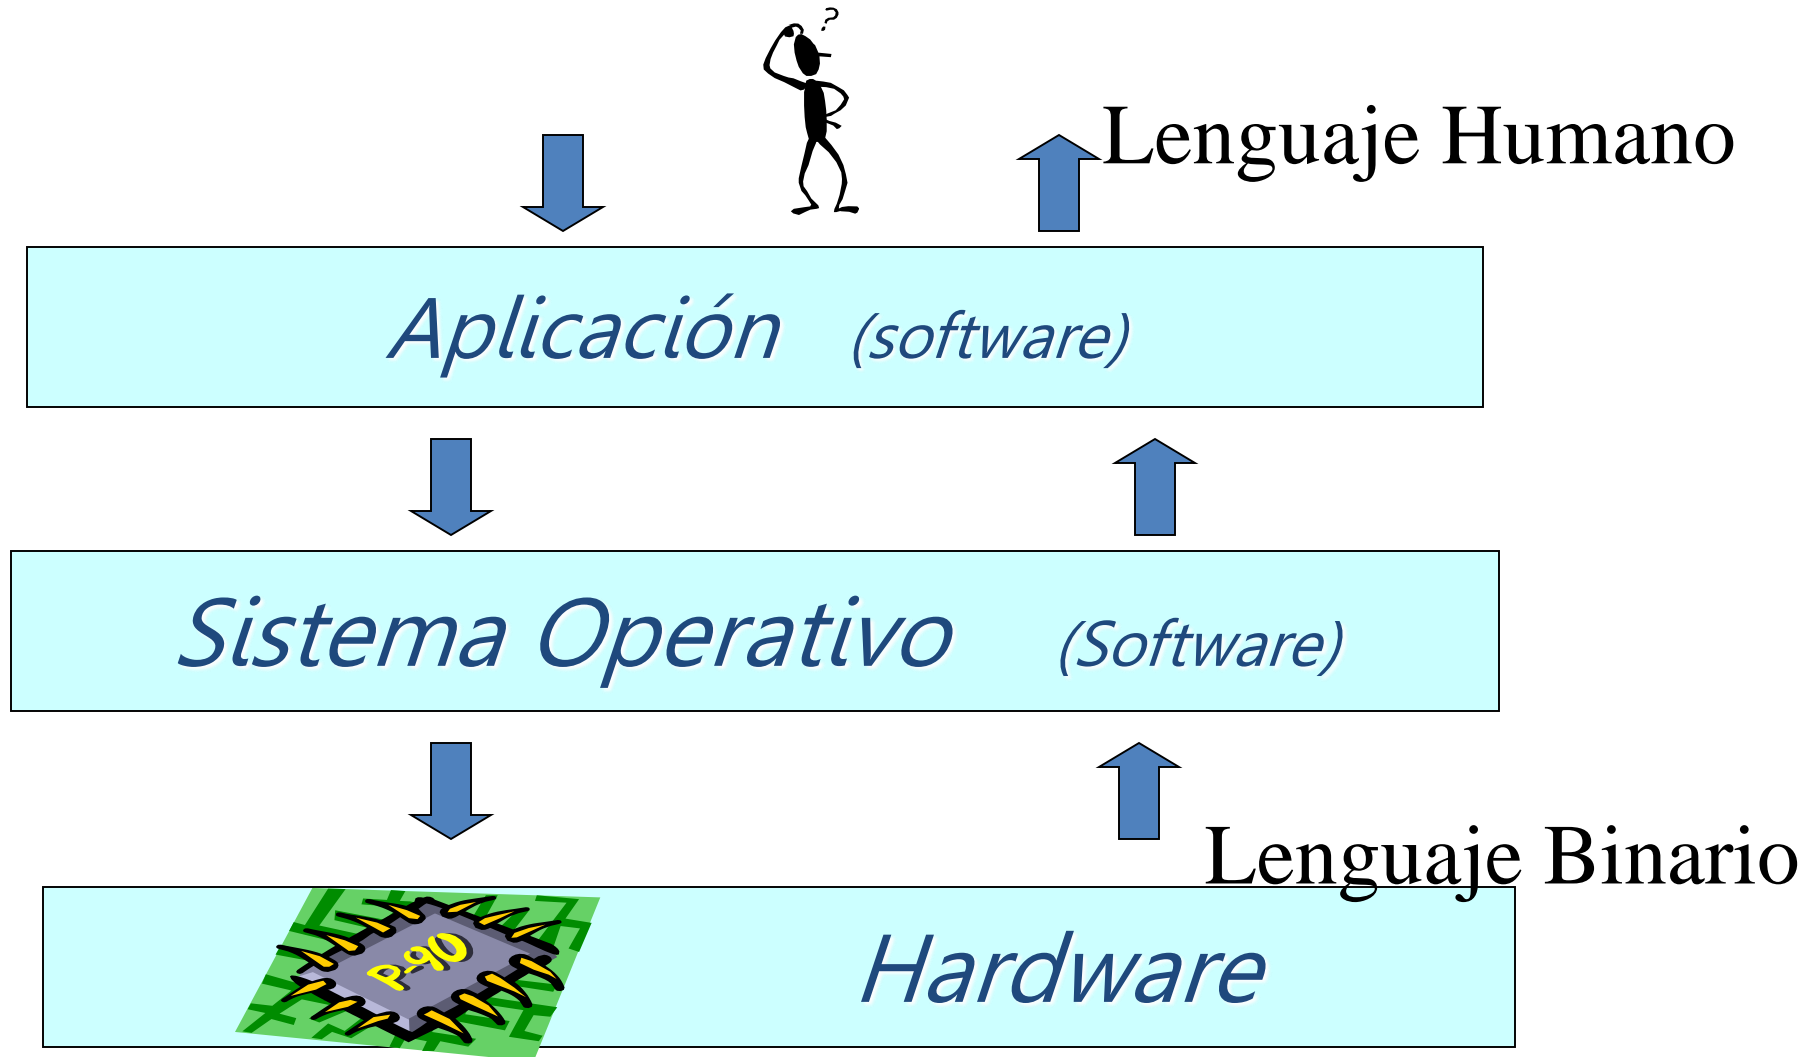 ?
Lenguaje Humano
Aplicación (software)
Sistema Operativo (Software)
Lenguaje Binario
P-90
Hardware